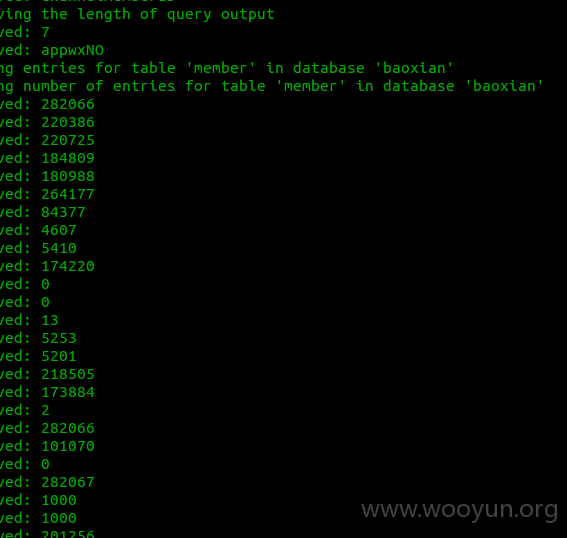 ving the length of query output
ved: 7
ved: appwxNO
ng entries for table 'member' in database 'baoxian'
ng number of entries for table 'member' in database 'baoxian'
ved: 282066
ved: 220386
ved: 220725
ved: 184809
ved: 180988
ved: 264177
ved: 84377
ved: 4607
ved: 5410
ved: 174220
ved: 0
ved: 0
ved: 13
ved: 5253
ved: 5201
ved: 218505
ved: 173884
ved: 2
ved: 282066
ved: 101070
ved: 0
ved: 282067
ved: 1000
ved: 1000
ved: 201256
www.wooyun.org